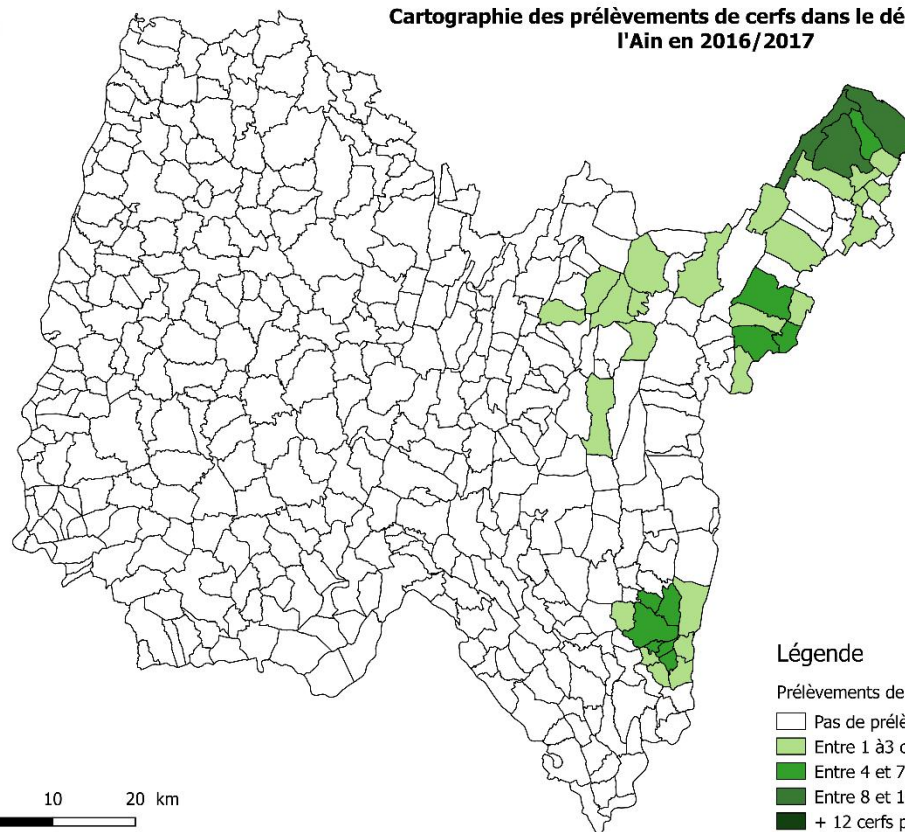 Cartographie des prélèvements de cerfs dans le dé
l'Ain en 2016/2017
Légende
Prélèvements de
Pas de prélè
Entre 1 à3
Entre 4 et 7
Entre 8 et 1
+ 12 cerfs p
10 20 km